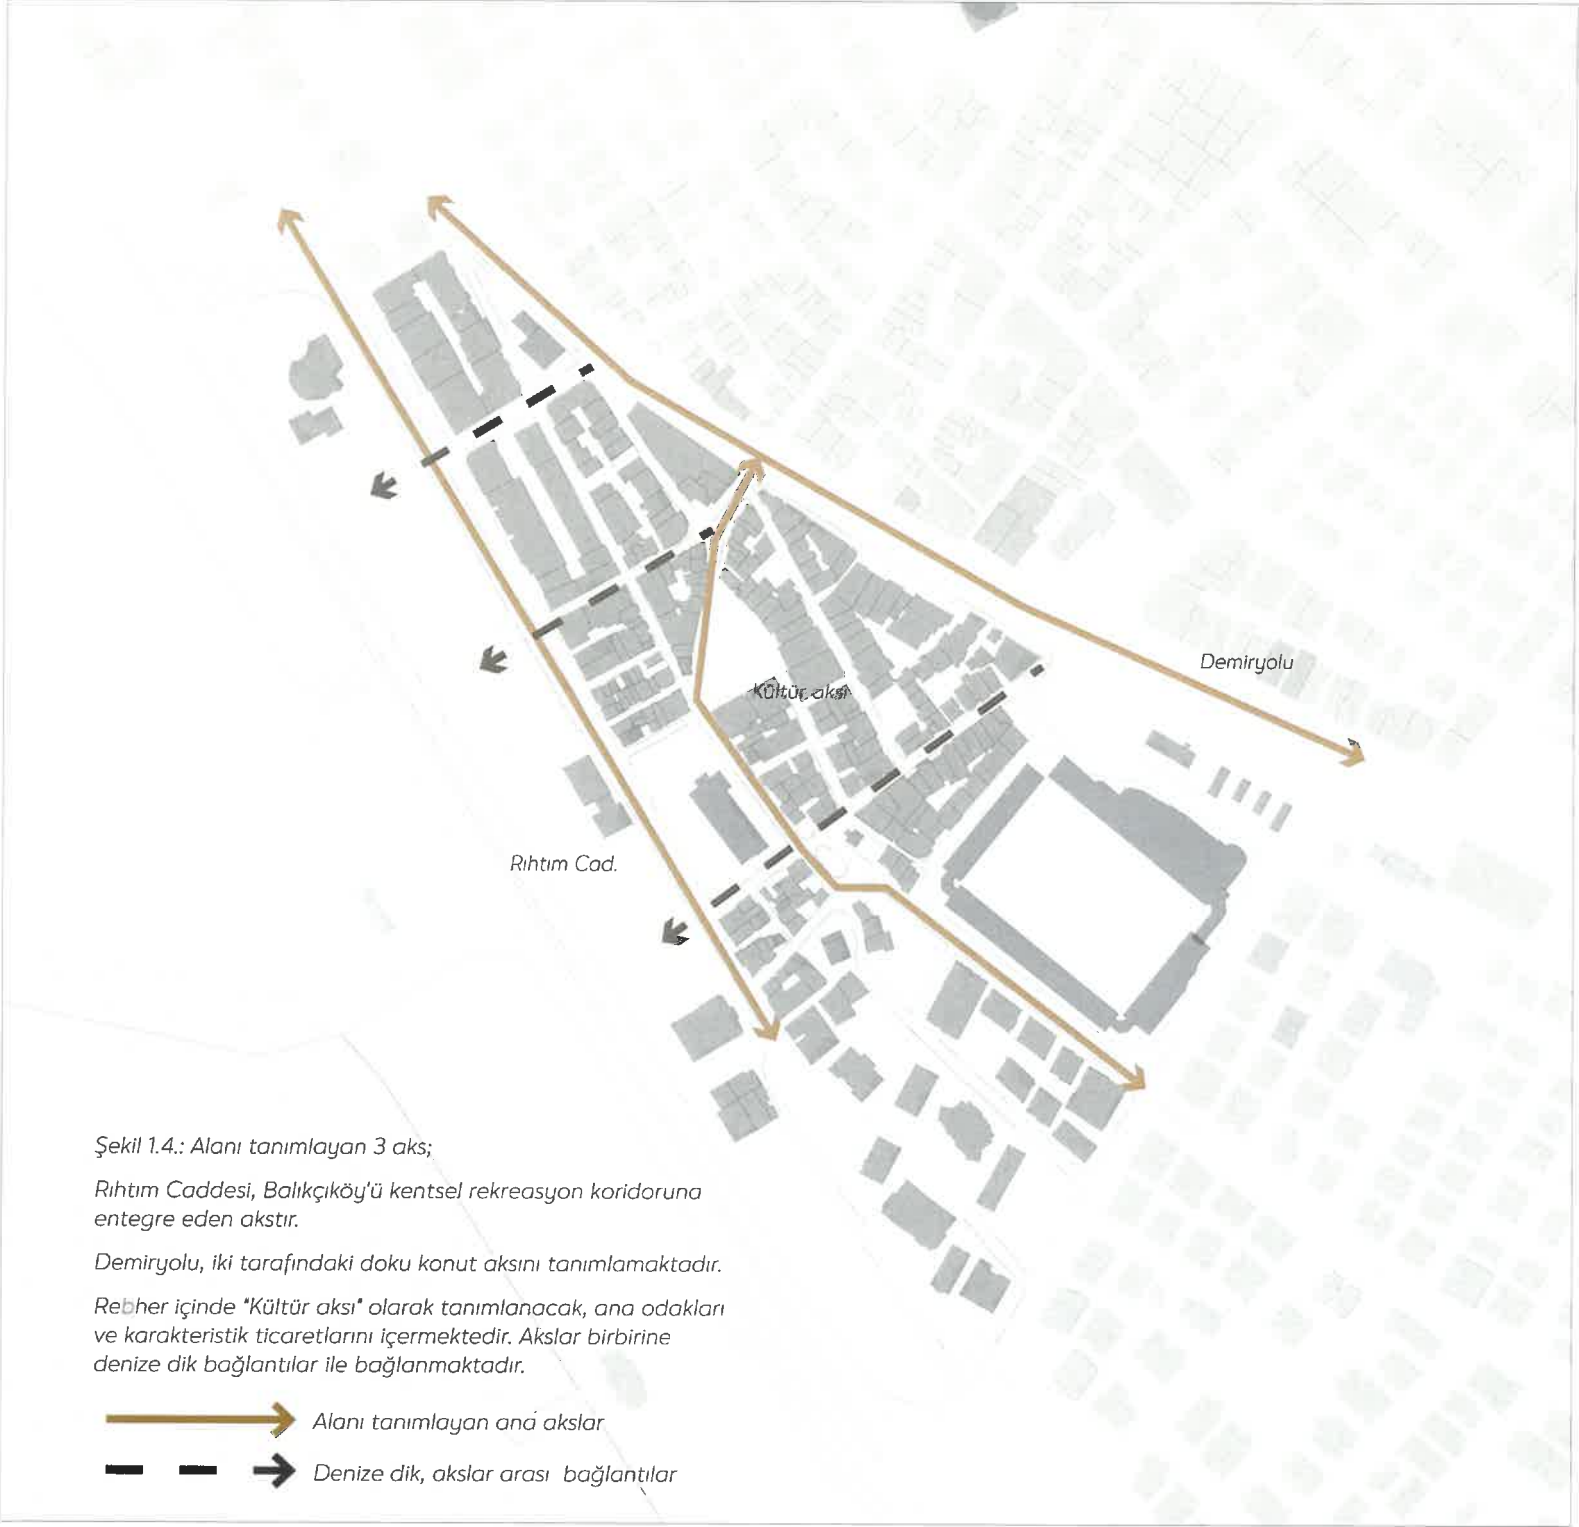 Demiryolu
Kültür aksı
Rıhtım Cad.
Şekil 1.4.: Alanı tanımlayan 3 aks;
Rıhtım Caddesi, Balıkçıköy'ü kentsel rekreasyon koridoruna
entegre eden akstır.
Demiryolu, iki tarafındaki doku konut aksını tanımlamaktadır.
Rebher içinde "Kültür aksı" olarak tanımlanacak, ana odakları
ve karakteristik ticaretlarını içermektedir. Akslar birbirine
denize dik bağlantılar ile bağlanmaktadır.
Alanı tanımlayan ana akslar
Denize dik, akslar arası bağlantılar